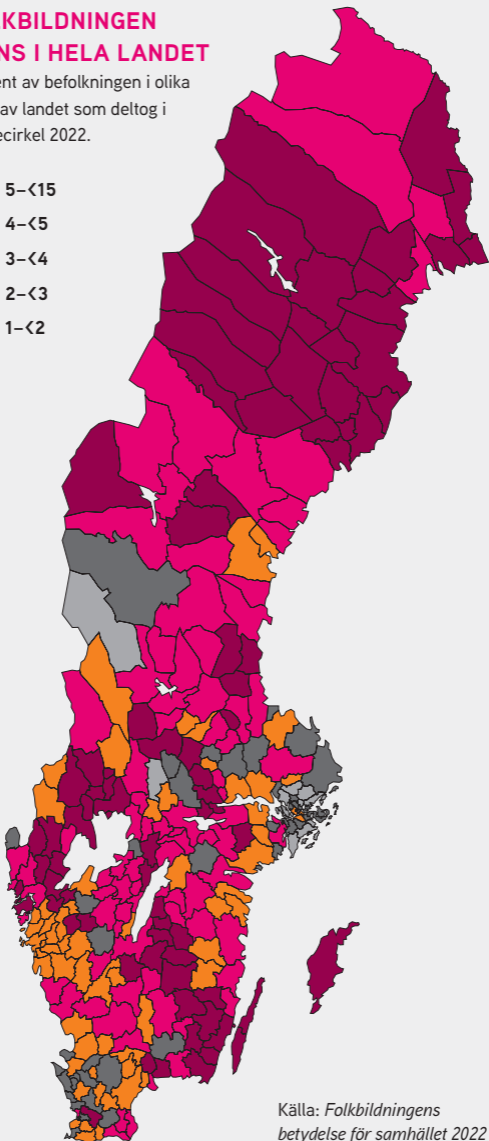 LKBILDNINGEN
NS I HELA LANDET
ent av befolkningen i olika
av landet som deltog i
ecirkel 2022.
5–<15
4–<5
3–<4
2–<3
1–<2
Källa: Folkbildningens
betydelse för samhället 2022